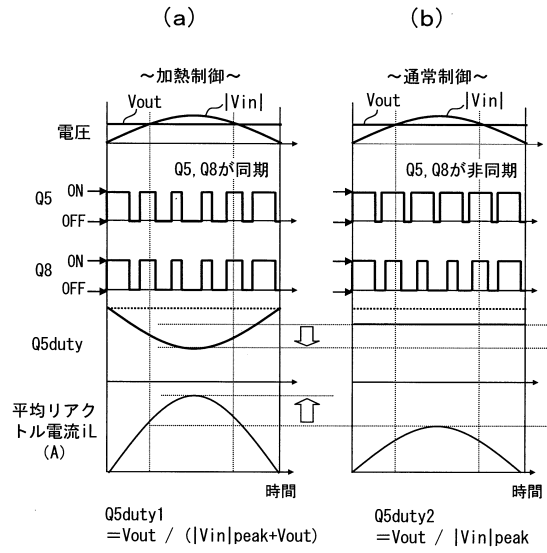 (a)
(b)
～加熱制御～
～通常制御～
Vout
|Vin|
Vout
|Vin|
電圧
Q5,Q8が同期
Q5,Q8が非同期
Q5
ON
OFF
Q8
ON
OFF
Q5duty
平均リアク
トル電流iL
(A)
時間
時間
Q5duty1
=Vout / (|Vin|peak+Vout)
Q5duty2
=Vout / |Vin|peak